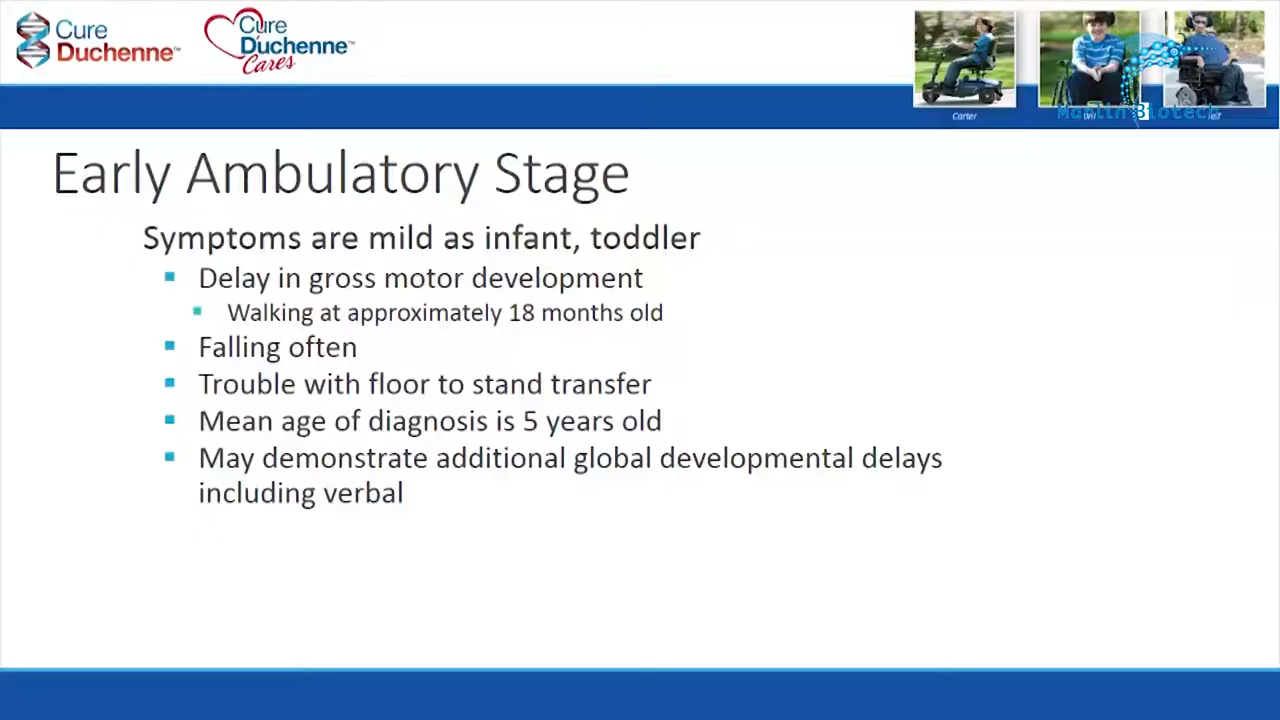 Cure
Duchenne™
Cure
Duchenne™
Cares
Carter
Biotech
Early Ambulatory Stage
Symptoms are mild as infant, toddler
Delay in gross motor development
Walking at approximately 18 months old
Falling often
Trouble with floor to stand transfer
Mean age of diagnosis is 5 years old
May demonstrate additional global developmental delays
including verbal